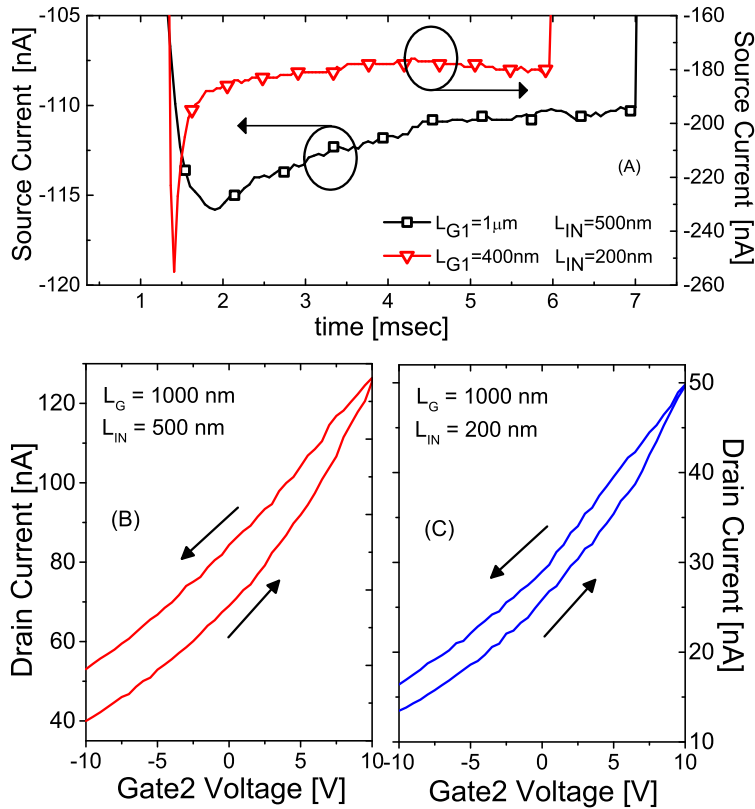 -105
-110
-115
-120
Source Current [nA]
-160
-180
-200
-220
-240
-260
Source Current
[nA]
(A)
L_G1=1μm L_IN=500nm
L_G1=400nm L_IN=200nm
1 2 3 4 5 6 7
time [msec]
120
100
80
60
40
Drain Current [nA]
L_G = 1000 nm
L_IN = 500 nm
(B)
-10 -5 0 5 10
Gate2 Voltage [V]
L_G = 1000 nm
L_IN = 200 nm
(C)
50
40
30
20
10
Drain Current [nA]
-10 -5 0 5 10
Gate2 Voltage [V]